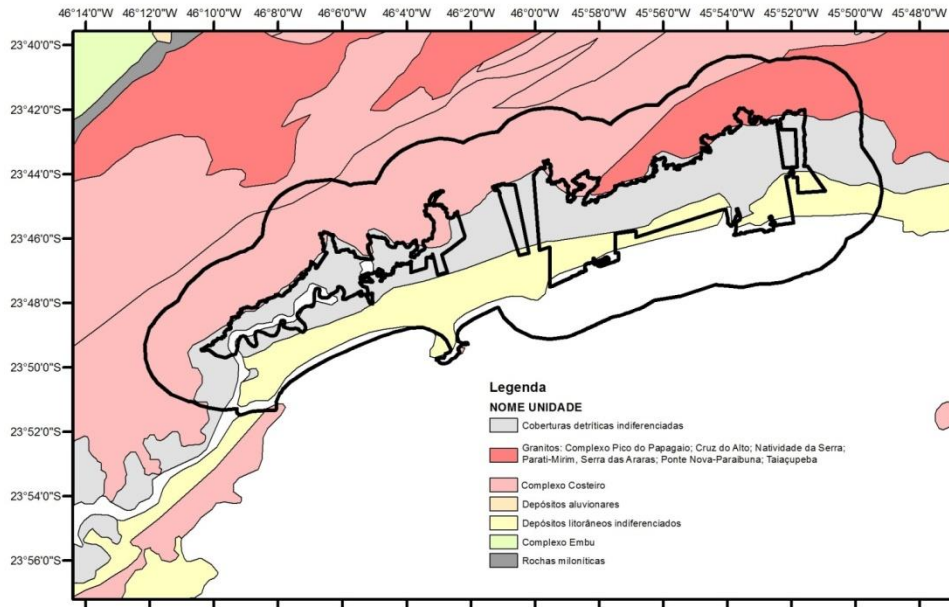 46°14'0"O 46°12'0"O 46°10'0"O 46°8'0"O 46°6'0"O 46°4'0"O 46°2'0"O 46°0'0"O 45°58'0"O 45°56'0"O 45°54'0"O 45°52'0"O 45°50'0"O 45°48'0"O
23°40'0"S
23°42'0"S
23°44'0"S
23°46'0"S
23°48'0"S
23°50'0"S
23°52'0"S
23°54'0"S
23°56'0"S
Legenda
NOME UNIDADE
Coberturas detríticas indiferenciadas
Granitos: Complexo Pico do Papagaio; Cruz do Alto; Natividade da Serra;
Parati-Mirim, Serra das Araras; Ponte Nova-Paraibuna; Taiaçupeba
Complexo Costeiro
Depósitos aluvionares
Depósitos litorâneos indiferenciados
Complexo Embu
Rochas miloníticas